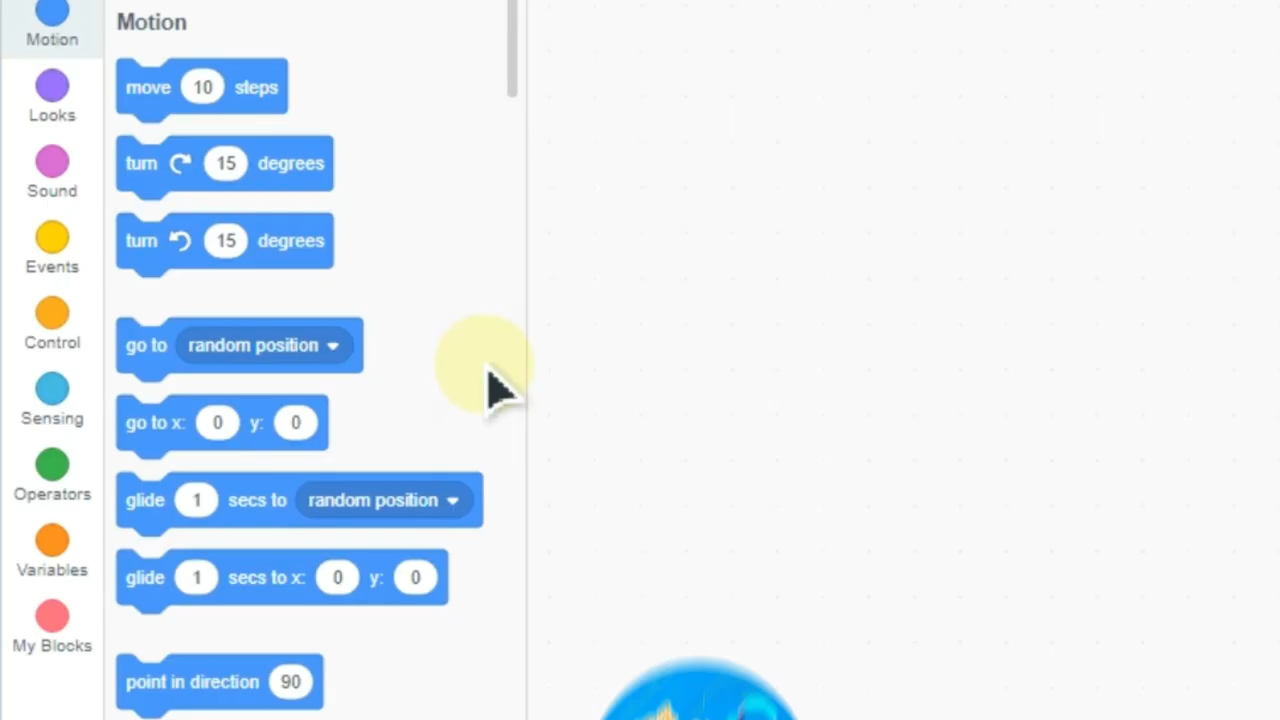 Motion
Looks
Sound
Events
Control
Sensing
Operators
Variables
My Blocks
Motion
move 10 steps
turn 15 degrees
turn 15 degrees
go to random position
go to x: 0 y: 0
glide 1 secs to random position
glide 1 secs to x: 0 y: 0
point in direction 90